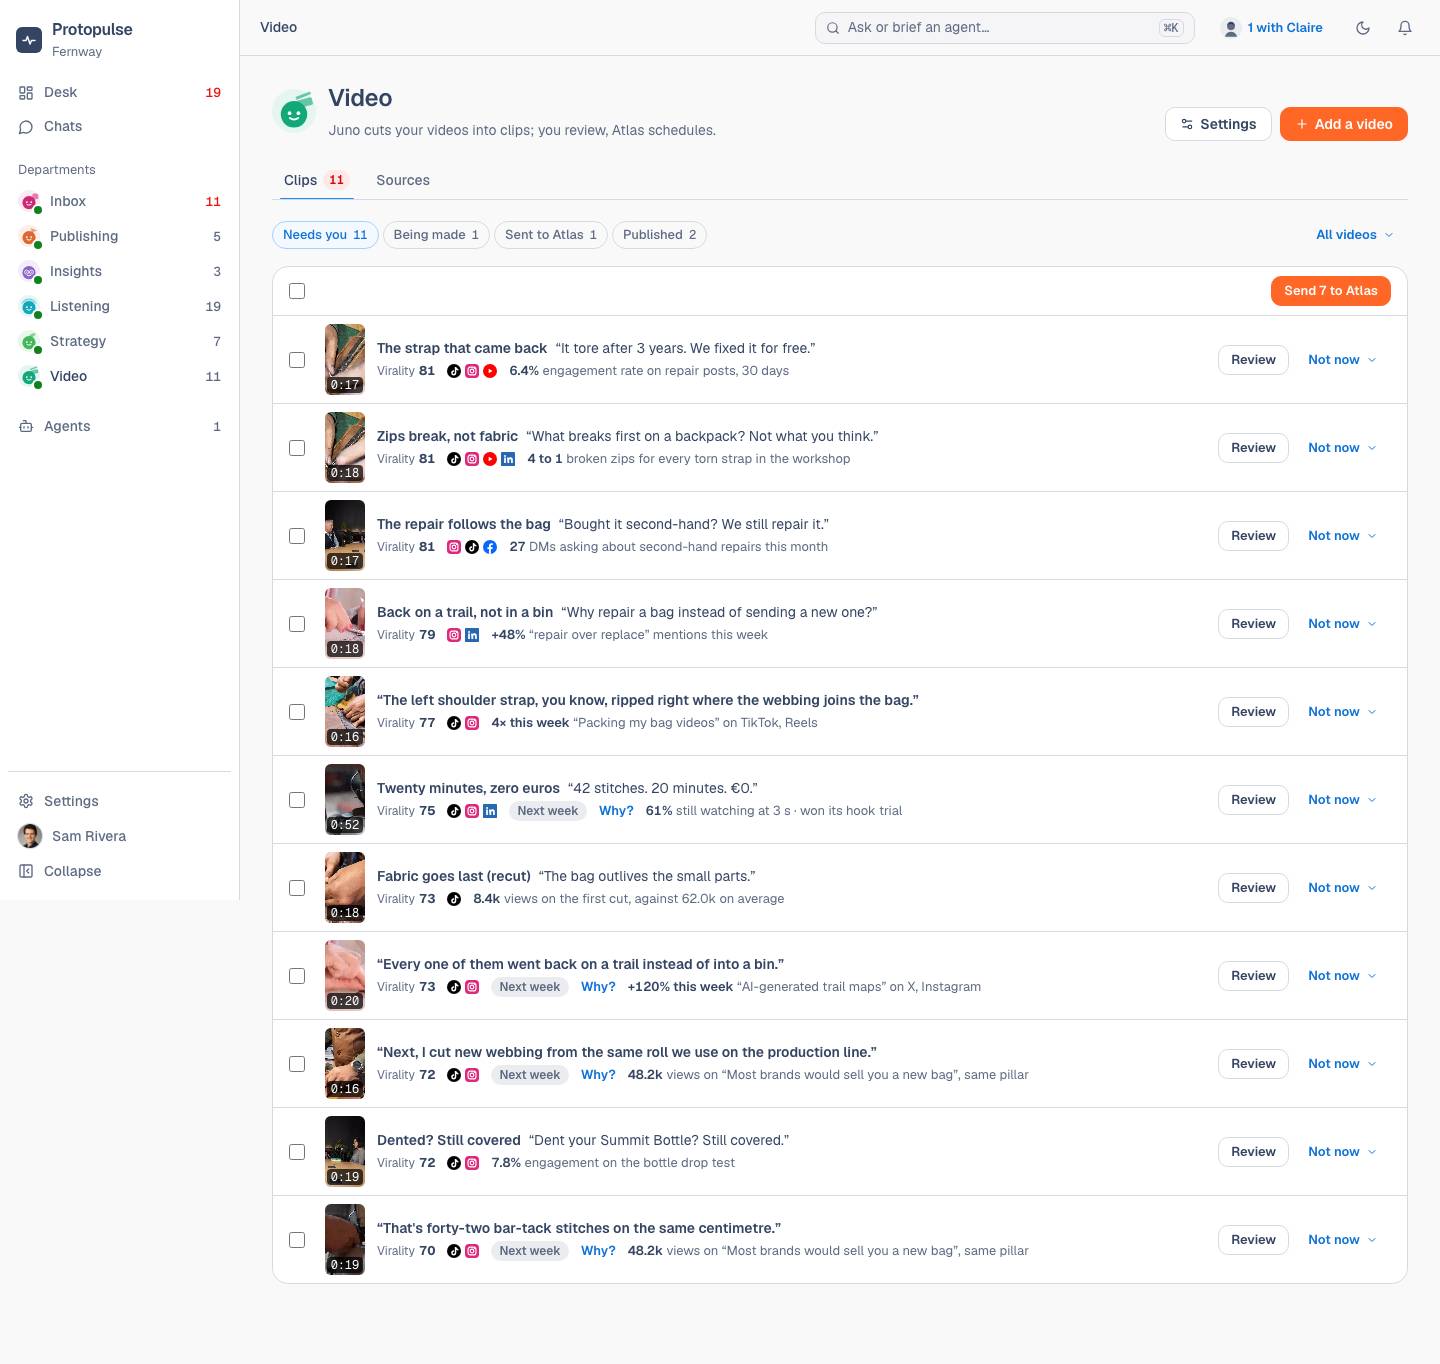 Protopulse
Fernway
Desk 19
Chats
Departments
Inbox 11
Publishing 5
Insights 3
Listening 19
Strategy 7
Video 11
Agents 1
Settings
Sam Rivera
Collapse
Video
Ask or brief an agent… ⌘K
1 with Claire
Video
Juno cuts your videos into clips; you review, Atlas schedules.
Settings
+ Add a video
Clips 11 Sources
Needs you 11 Being made 1 Sent to Atlas 1 Published 2 All videos
Send 7 to Atlas
The strap that came back “It tore after 3 years. We fixed it for free.”
Virality 81 6.4% engagement rate on repair posts, 30 days
0:17
Review Not now
Zips break, not fabric “What breaks first on a backpack? Not what you think.”
Virality 81 4 to 1 broken zips for every torn strap in the workshop
0:18
Review Not now
The repair follows the bag “Bought it second-hand? We still repair it.”
Virality 81 27 DMs asking about second-hand repairs this month
0:17
Review Not now
Back on a trail, not in a bin “Why repair a bag instead of sending a new one?”
Virality 79 +48% “repair over replace” mentions this week
0:18
Review Not now
“The left shoulder strap, you know, ripped right where the webbing joins the bag.”
Virality 77 4× this week “Packing my bag videos” on TikTok, Reels
0:16
Review Not now
Twenty minutes, zero euros “42 stitches. 20 minutes. €0.”
Virality 75 Next week Why? 61% still watching at 3 s · won its hook trial
0:52
Review Not now
Fabric goes last (recut) “The bag outlives the small parts.”
Virality 73 8.4k views on the first cut, against 62.0k on average
0:18
Review Not now
“Every one of them went back on a trail instead of into a bin.”
Virality 73 Next week Why? +120% this week “AI-generated trail maps” on X, Instagram
0:20
Review Not now
“Next, I cut new webbing from the same roll we use on the production line.”
Virality 72 Next week Why? 48.2k views on “Most brands would sell you a new bag”, same pillar
0:16
Review Not now
Dented? Still covered “Dent your Summit Bottle? Still covered.”
Virality 72 7.8% engagement on the bottle drop test
0:19
Review Not now
“That's forty-two bar-tack stitches on the same centimetre.”
Virality 70 Next week Why? 48.2k views on “Most brands would sell you a new bag”, same pillar
0:19
Review Not now